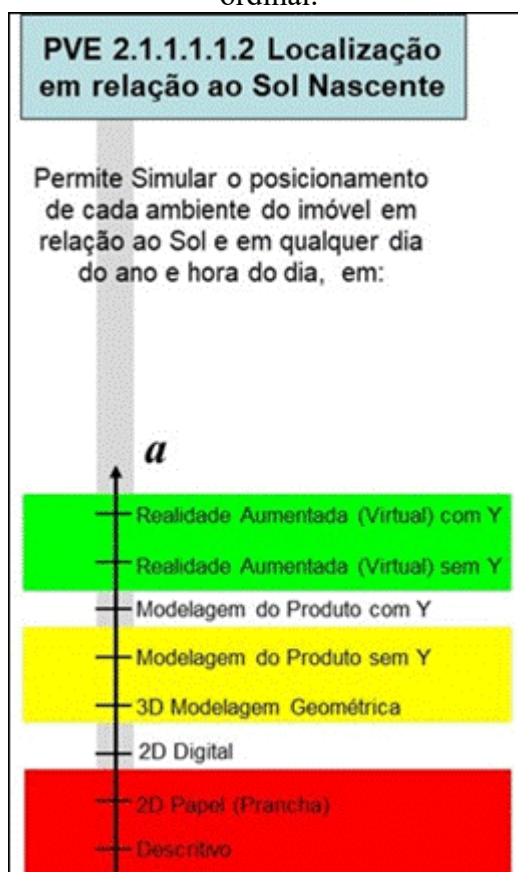 ordinal.
PVE 2.1.1.1.1.2 Localização
em relação ao Sol Nascente
Permite Simular o posicionamento
de cada ambiente do imóvel em
relação ao Sol e em qualquer dia
do ano e hora do dia, em:
a
Realidade Aumentada (Virtual) com Y
Realidade Aumentada (Virtual) sem Y
Modelagem do Produto com Y
Modelagem do Produto sem Y
3D Modelagem Geométrica
2D Digital
2D Papel (Prancha)
Descritivo